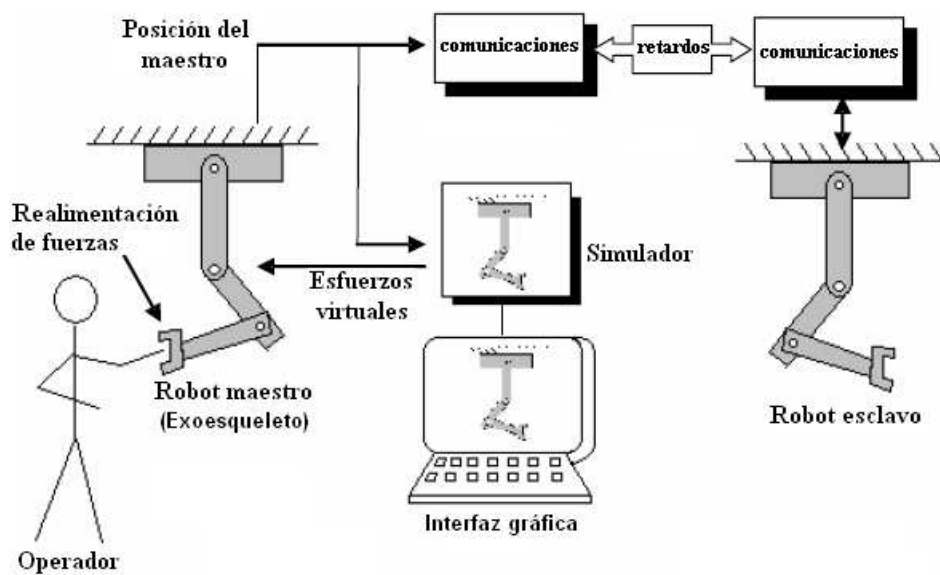 Posición del
maestro
comunicaciones
retardos
comunicaciones
Realimentación
de fuerzas
Esfuerzos
virtuales
Simulador
Robot maestro
(Exoesqueleto)
Robot esclavo
Interfaz gráfica
Operador